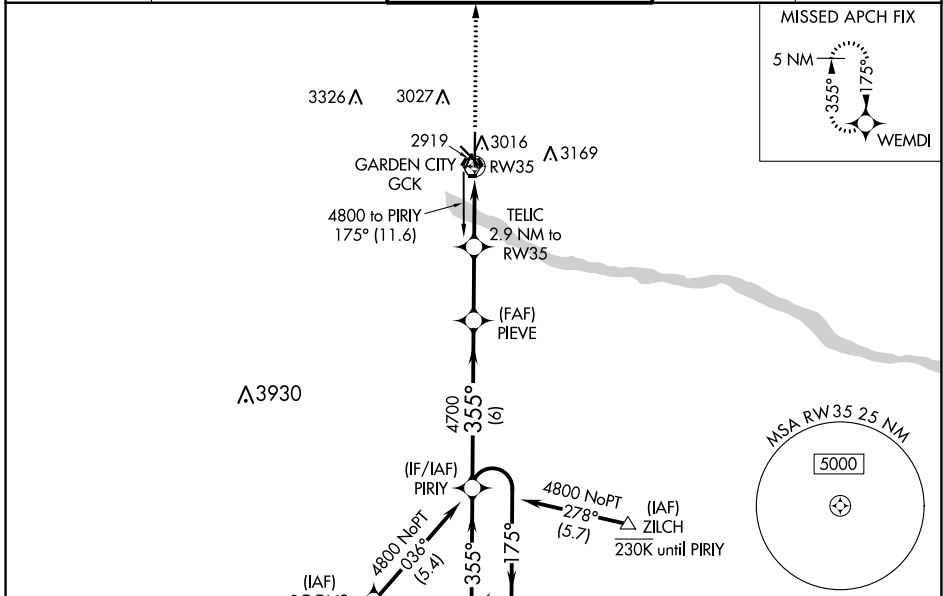 MISSED APCH FIX
5 NM
355°
175°
WEMDI
3326
3027
2919
3016
3169
GARDEN CITY
GCK
RW35
4800 to PIRIY
175° (11.6)
TELIC
2.9 NM to
RW35
(FAF)
PIEVE
3930
4700
355°
(6)
MSA RW35 25 NM
5000
(IF/IAF)
PIRIY
4800 NoPT
278°
(5.7)
(IAF)
ZILCH
230K until PIRIY
4800 NoPT
036°
(5.4)
355°
175°
(IAF)